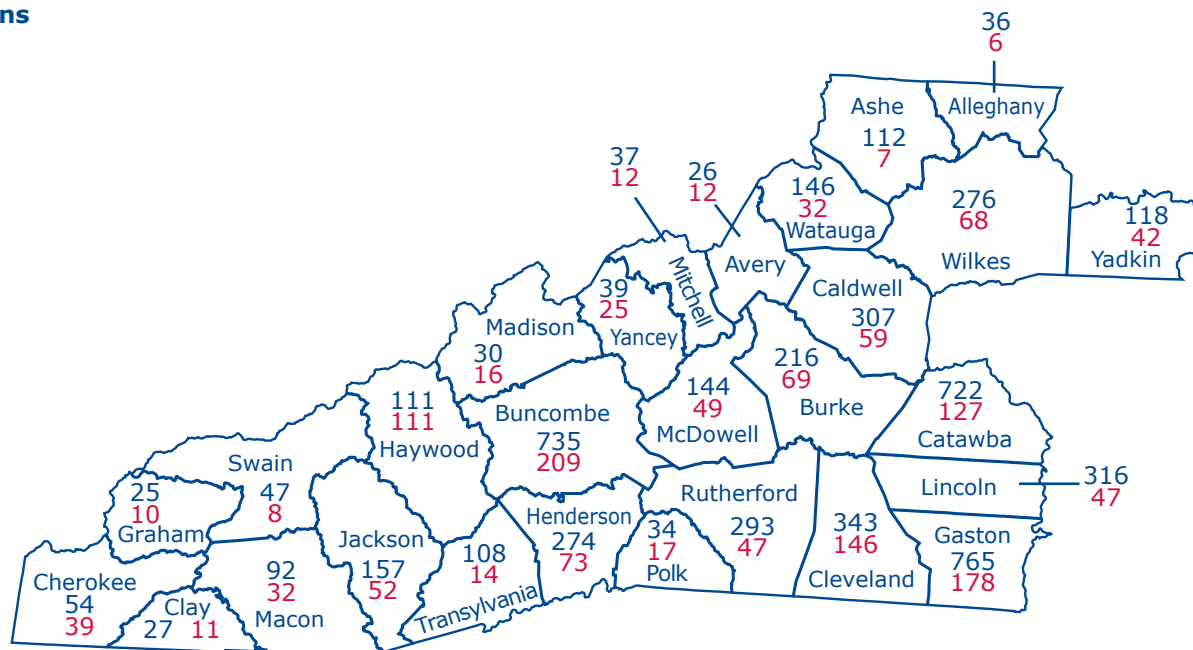 ns
36
6
Alleghany
Ashe
112
7
37
12
26
12
146
32
Watauga
276
68
Wilkes
118
42
Yadkin
Mitchell
Avery
Caldwell
307
59
39
25
Yancey
Madison
30
16
216
69
Burke
144
49
McDowell
722
127
Catawba
111
111
Haywood
Buncombe
735
209
Swain
47
8
25
10
Graham
Lincoln
316
47
Rutherford
293
47
Henderson
274
73
34
17
Polk
343
146
Cleveland
Gaston
765
178
Jackson
157
52
108
14
Transylvania
92
32
Macon
Cherokee
54
39
Clay
27 11